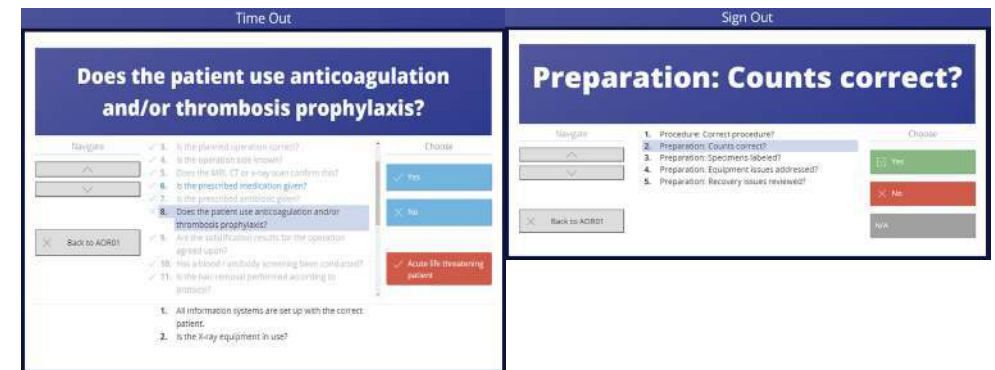 Time Out
Does the patient use anticoagulation
and/or thrombosis prophylaxis?
Navigate
3. Is the planned operation correct?
4. Is the operation side known?
5. Does the MRI, CT or x-ray scan confirm this?
6. Is the prescribed medication given?
7. Is the prescribed antibiotic given?
8. Does the patient use anticoagulation and/or
thrombosis prophylaxis?
9. Are the results for the operation
agreed upon?
10. Has a blood / antibody screening been conducted?
11. Is the hair removal performed according to
protocol?
1. All information systems are set up with the correct
patient.
2. Is the X-ray equipment in use?
Back to AOR01
Choose
Yes
No
Acute life threatening
patient
Sign Out
Preparation: Counts correct?
Navigate
1. Procedure: Correct procedure?
2. Preparation: Counts correct?
3. Preparation: Specimens labeled?
4. Preparation: Equipment issues addressed?
5. Preparation: Recovery issues reviewed?
Back to AOR01
Choose
Yes
No
N/A